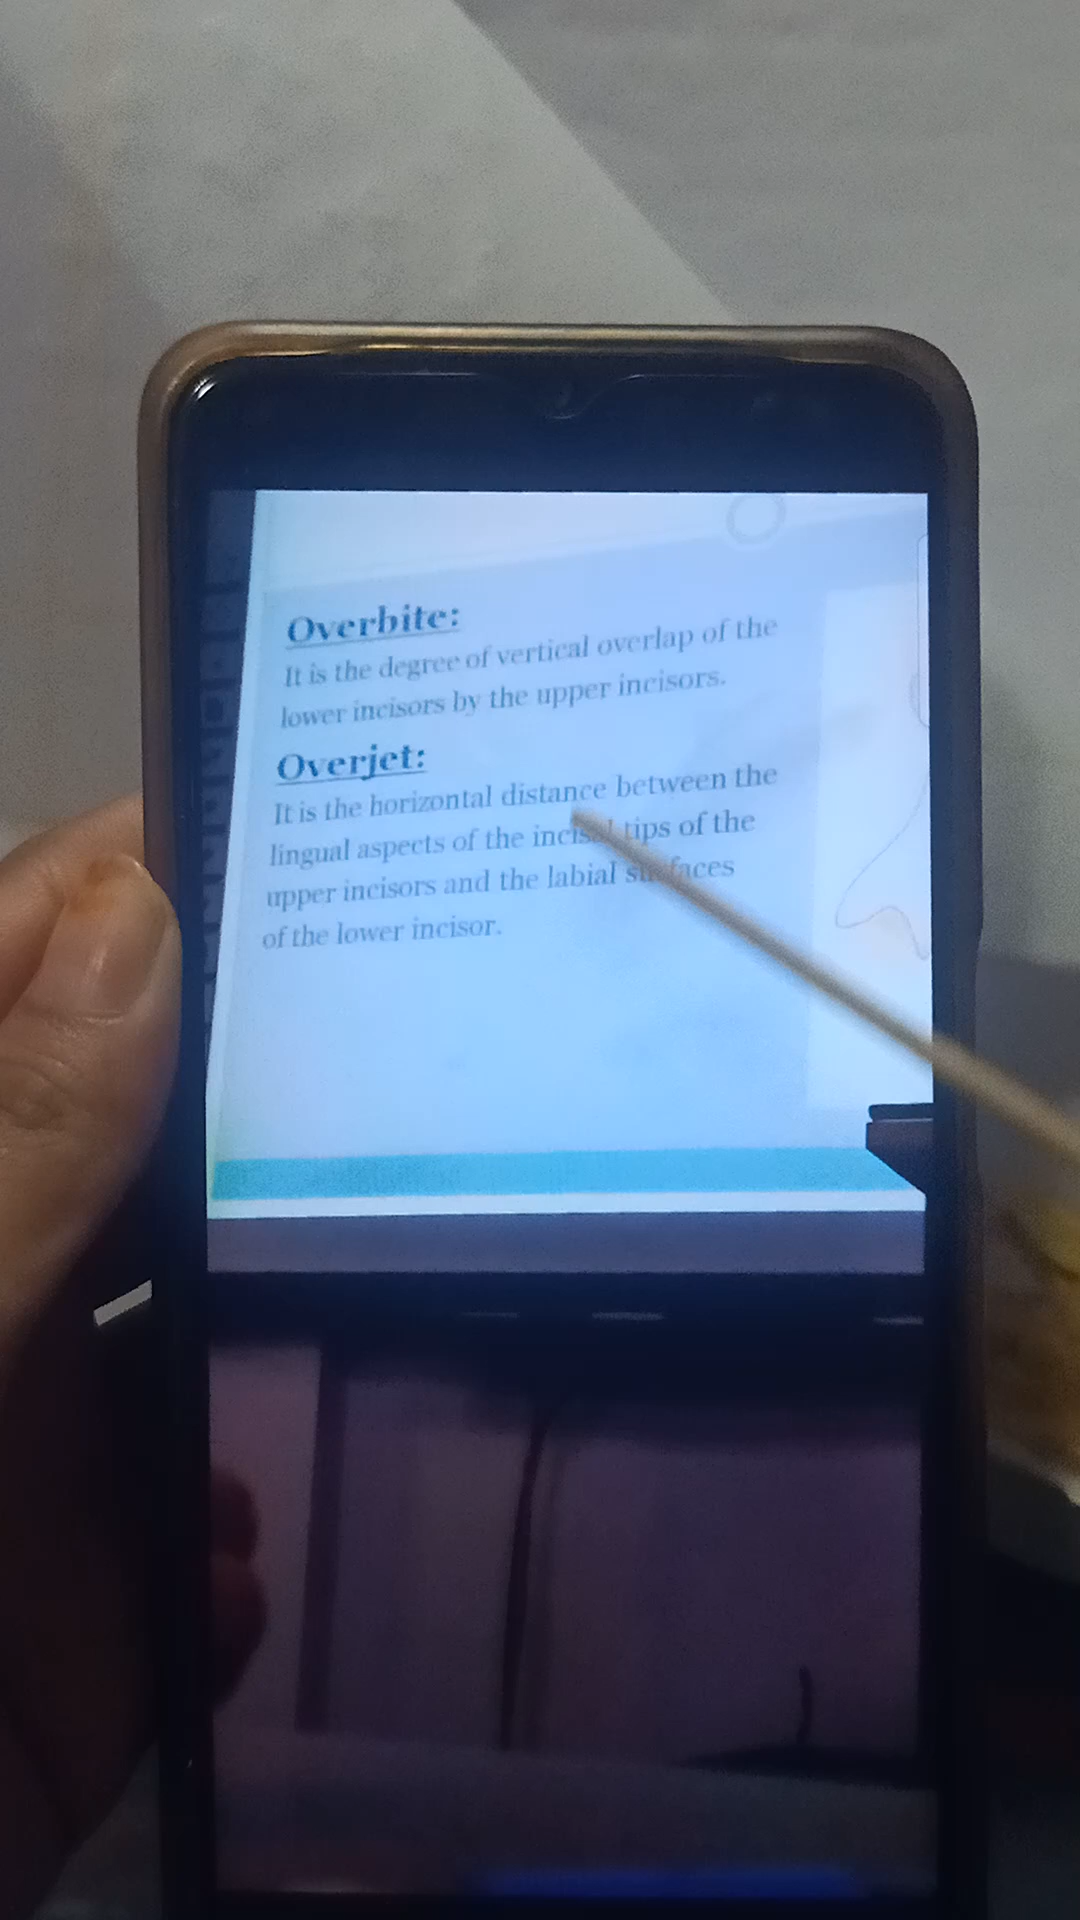 Overbite:
It is the degree of vertical overlap of the
lower incisors by the upper incisors.
Overjet:
It is the horizontal distance between the
lingual aspects of the incisal tips of the
upper incisors and the labial surfaces
of the lower incisor.